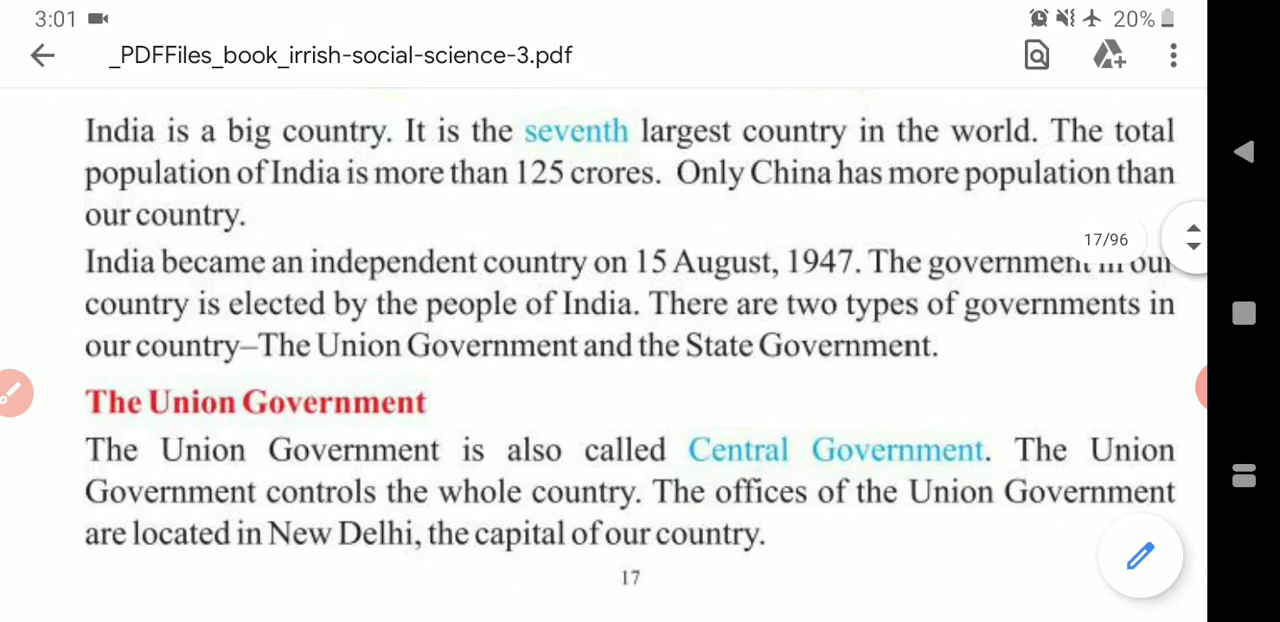 3:01
20%
_PDFFiles_book_irrish-social-science-3.pdf
India is a big country. It is the seventh largest country in the world. The total
population of India is more than 125 crores. Only China has more population than
our country.
17/96
India became an independent country on 15 August, 1947. The government in our
country is elected by the people of India. There are two types of governments in
our country–The Union Government and the State Government.
The Union Government
The Union Government is also called Central Government. The Union
Government controls the whole country. The offices of the Union Government
are located in New Delhi, the capital of our country.
17